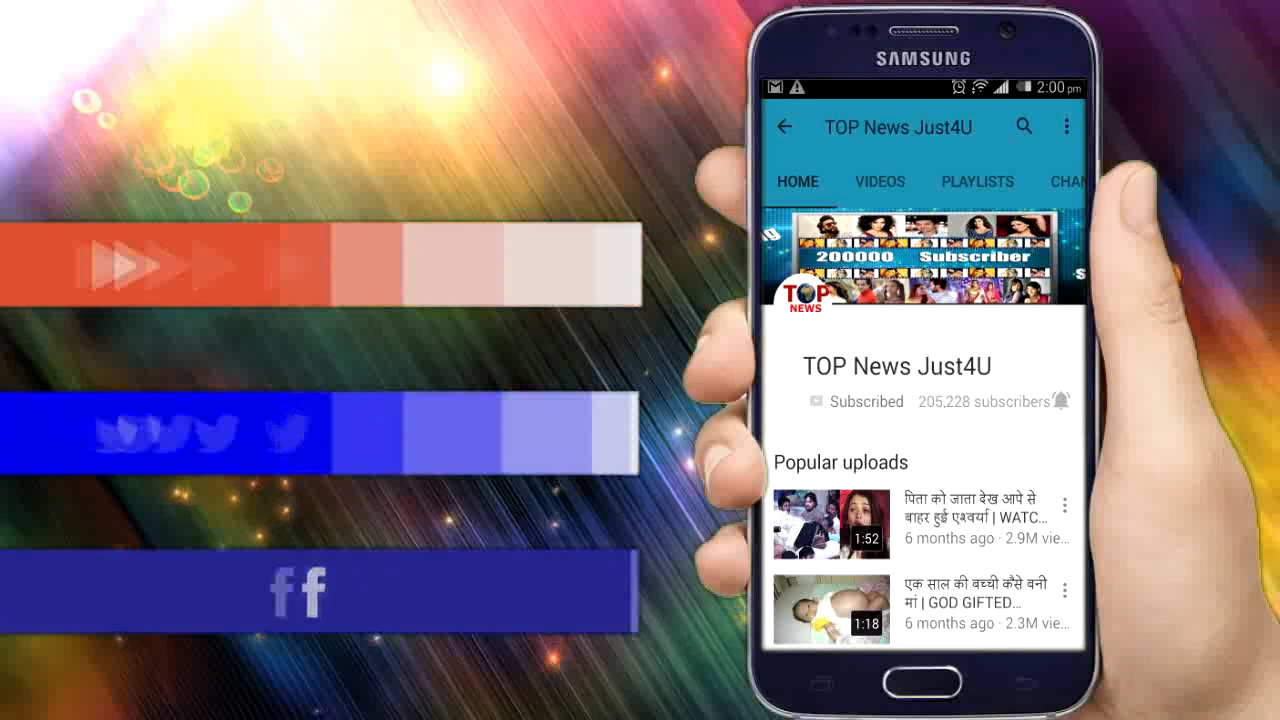 SAMSUNG
2:00 pm
TOP News Just4U
HOME VIDEOS PLAYLISTS CHAN
200000 Subscriber
TOP
NEWS
TOP News Just4U
Subscribed 205,228 subscribers
Popular uploads
पिता को जाता देख आपे से
बाहर हुई एश्वर्या | WATC...
1:52
6 months ago · 2.9M vie...
एक साल की बच्ची कैसे बनी
मां | GOD GIFTED...
1:18
6 months ago · 2.3M vie...